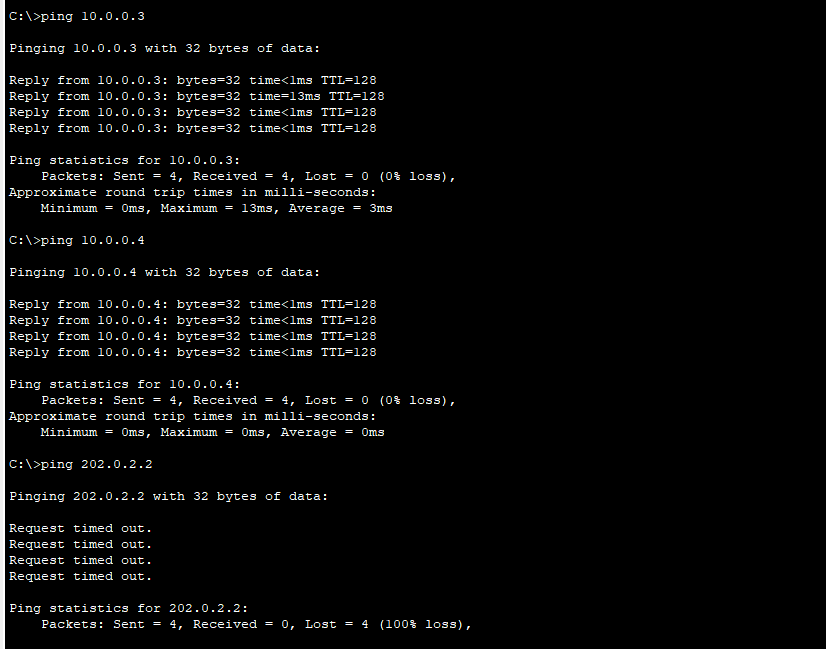 C:\>ping 10.0.0.3
Pinging 10.0.0.3 with 32 bytes of data:
Reply from 10.0.0.3: bytes=32 time<1ms TTL=128
Reply from 10.0.0.3: bytes=32 time=13ms TTL=128
Reply from 10.0.0.3: bytes=32 time<1ms TTL=128
Reply from 10.0.0.3: bytes=32 time<1ms TTL=128
Ping statistics for 10.0.0.3:
    Packets: Sent = 4, Received = 4, Lost = 0 (0% loss),
Approximate round trip times in milli-seconds:
    Minimum = 0ms, Maximum = 13ms, Average = 3ms
C:\>ping 10.0.0.4
Pinging 10.0.0.4 with 32 bytes of data:
Reply from 10.0.0.4: bytes=32 time<1ms TTL=128
Reply from 10.0.0.4: bytes=32 time<1ms TTL=128
Reply from 10.0.0.4: bytes=32 time<1ms TTL=128
Reply from 10.0.0.4: bytes=32 time<1ms TTL=128
Ping statistics for 10.0.0.4:
    Packets: Sent = 4, Received = 4, Lost = 0 (0% loss),
Approximate round trip times in milli-seconds:
    Minimum = 0ms, Maximum = 0ms, Average = 0ms
C:\>ping 202.0.2.2
Pinging 202.0.2.2 with 32 bytes of data:
Request timed out.
Request timed out.
Request timed out.
Request timed out.
Ping statistics for 202.0.2.2:
    Packets: Sent = 4, Received = 0, Lost = 4 (100% loss),